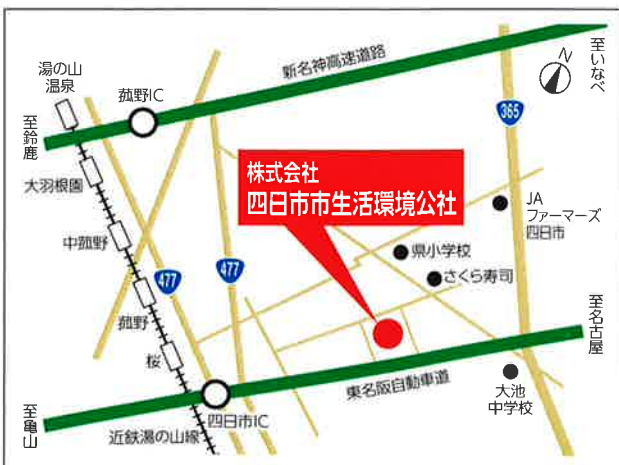 湯の山
温泉
菰野IC
新名神高速道路
至いなべ
N
365
至鈴鹿
大羽根園
株式会社
四日市市生活環境公社
JA
ファーマーズ
四日市
中菰野
県小学校
さくら寿司
477
477
菰野
至名古屋
桜
東名阪自動車道
大池
中学校
至亀山
四日市IC
近鉄湯の山線